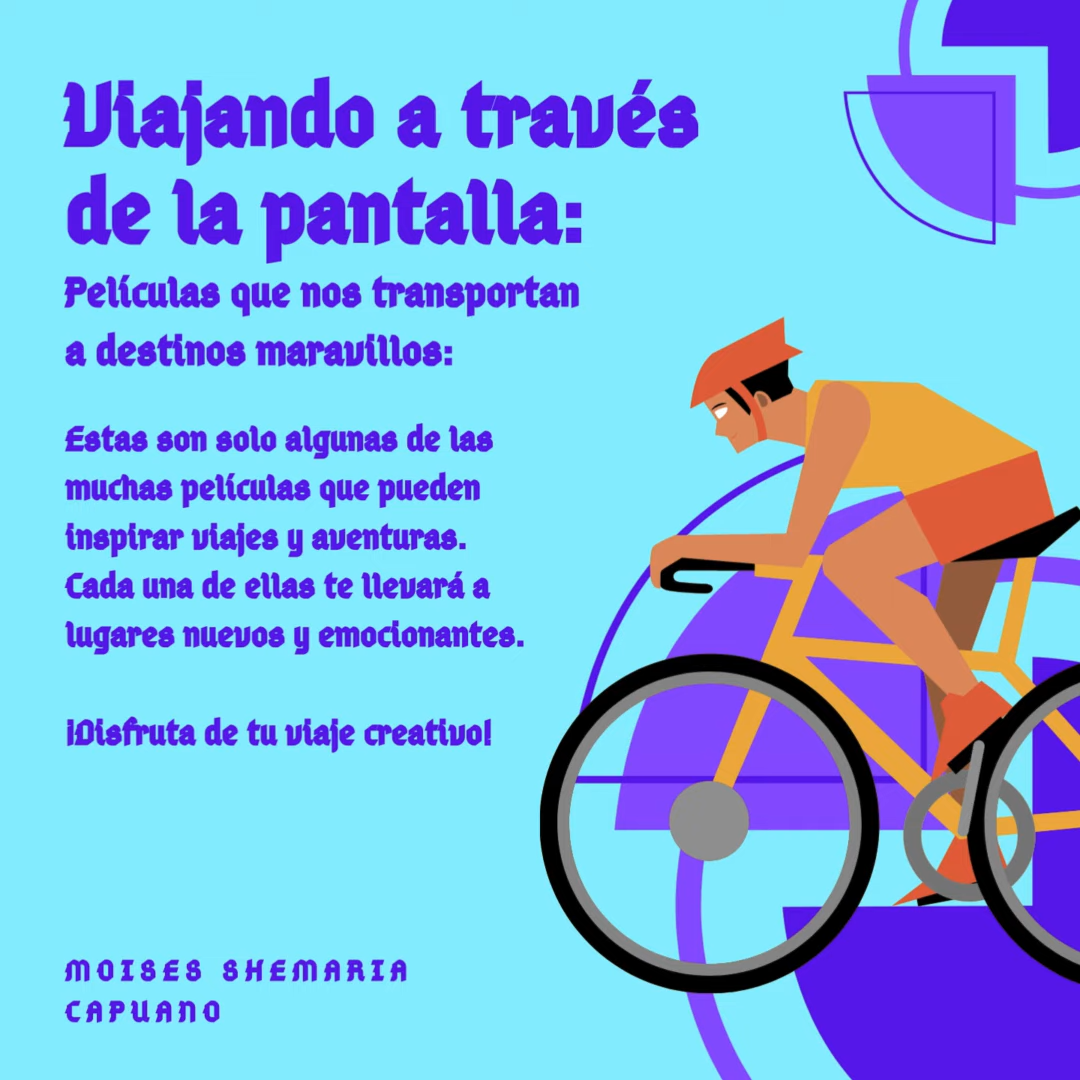 Viajando a través
de la pantalla:
Películas que nos transportan
a destinos maravillos:
Estas son solo algunas de las
muchas películas que pueden
inspirar viajes y aventuras.
Cada una de ellas te llevará a
lugares nuevos y emocionantes.
¡Disfruta de tu viaje creativo!
MOISES SHEMARIA
CAPUANO